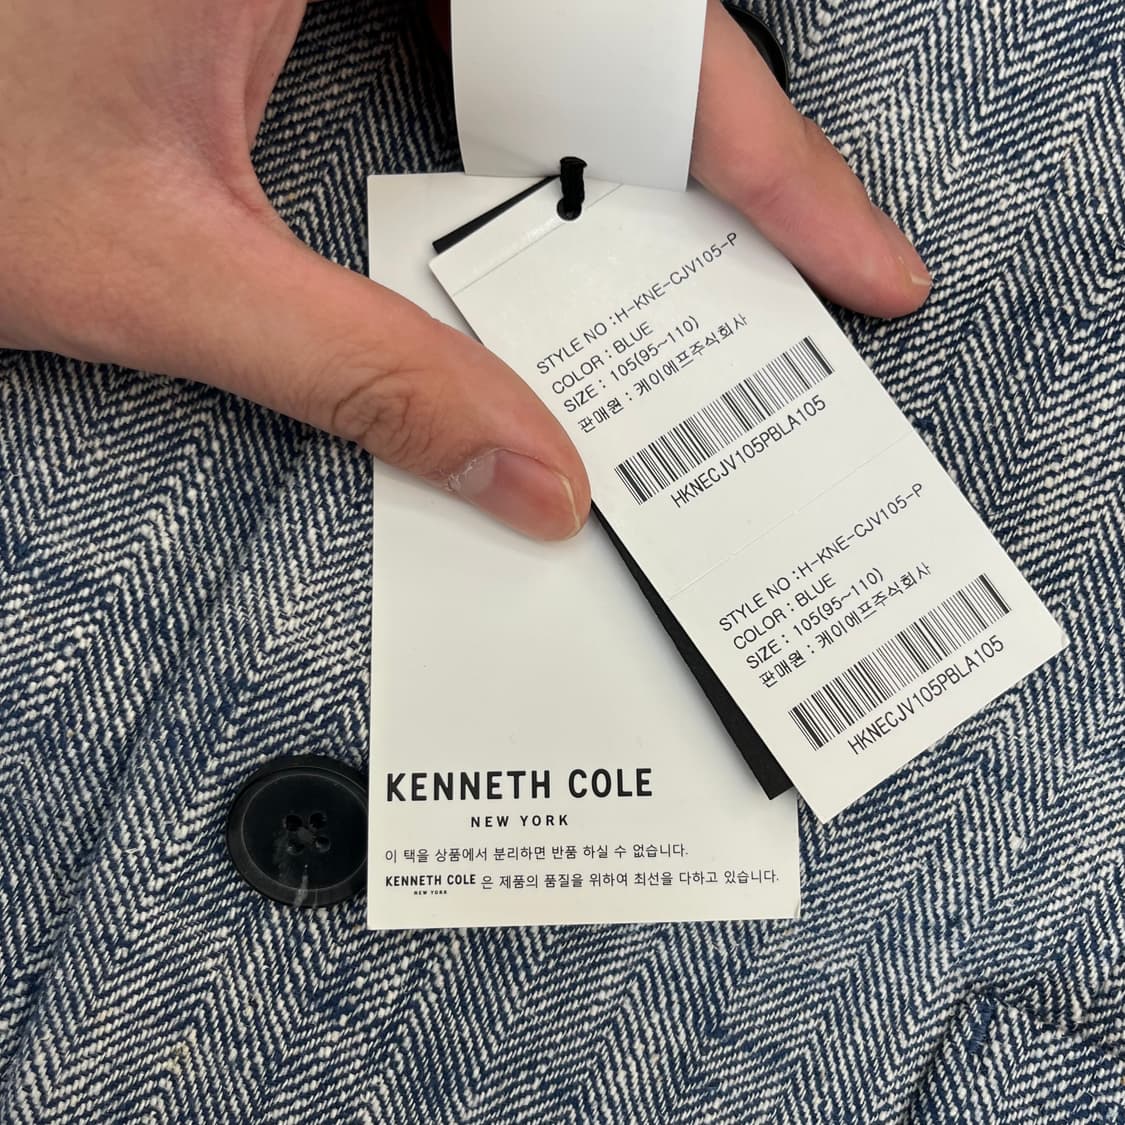 STYLE NO : H-KNE-CJV105-P
COLOR : BLUE
SIZE : 105(95~110)
판매원 : 케이에프주식회사
HKNECJV105PBLA105
STYLE NO : H-KNE-CJV105-P
COLOR : BLUE
SIZE : 105(95~110)
판매원 : 케이에프주식회사
HKNECJV105PBLA105
KENNETH COLE
NEW YORK
이 택을 상품에서 분리하면 반품 하실 수 없습니다.
KENNETH COLE NEW YORK 은 제품의 품질을 위하여 최선을 다하고 있습니다.